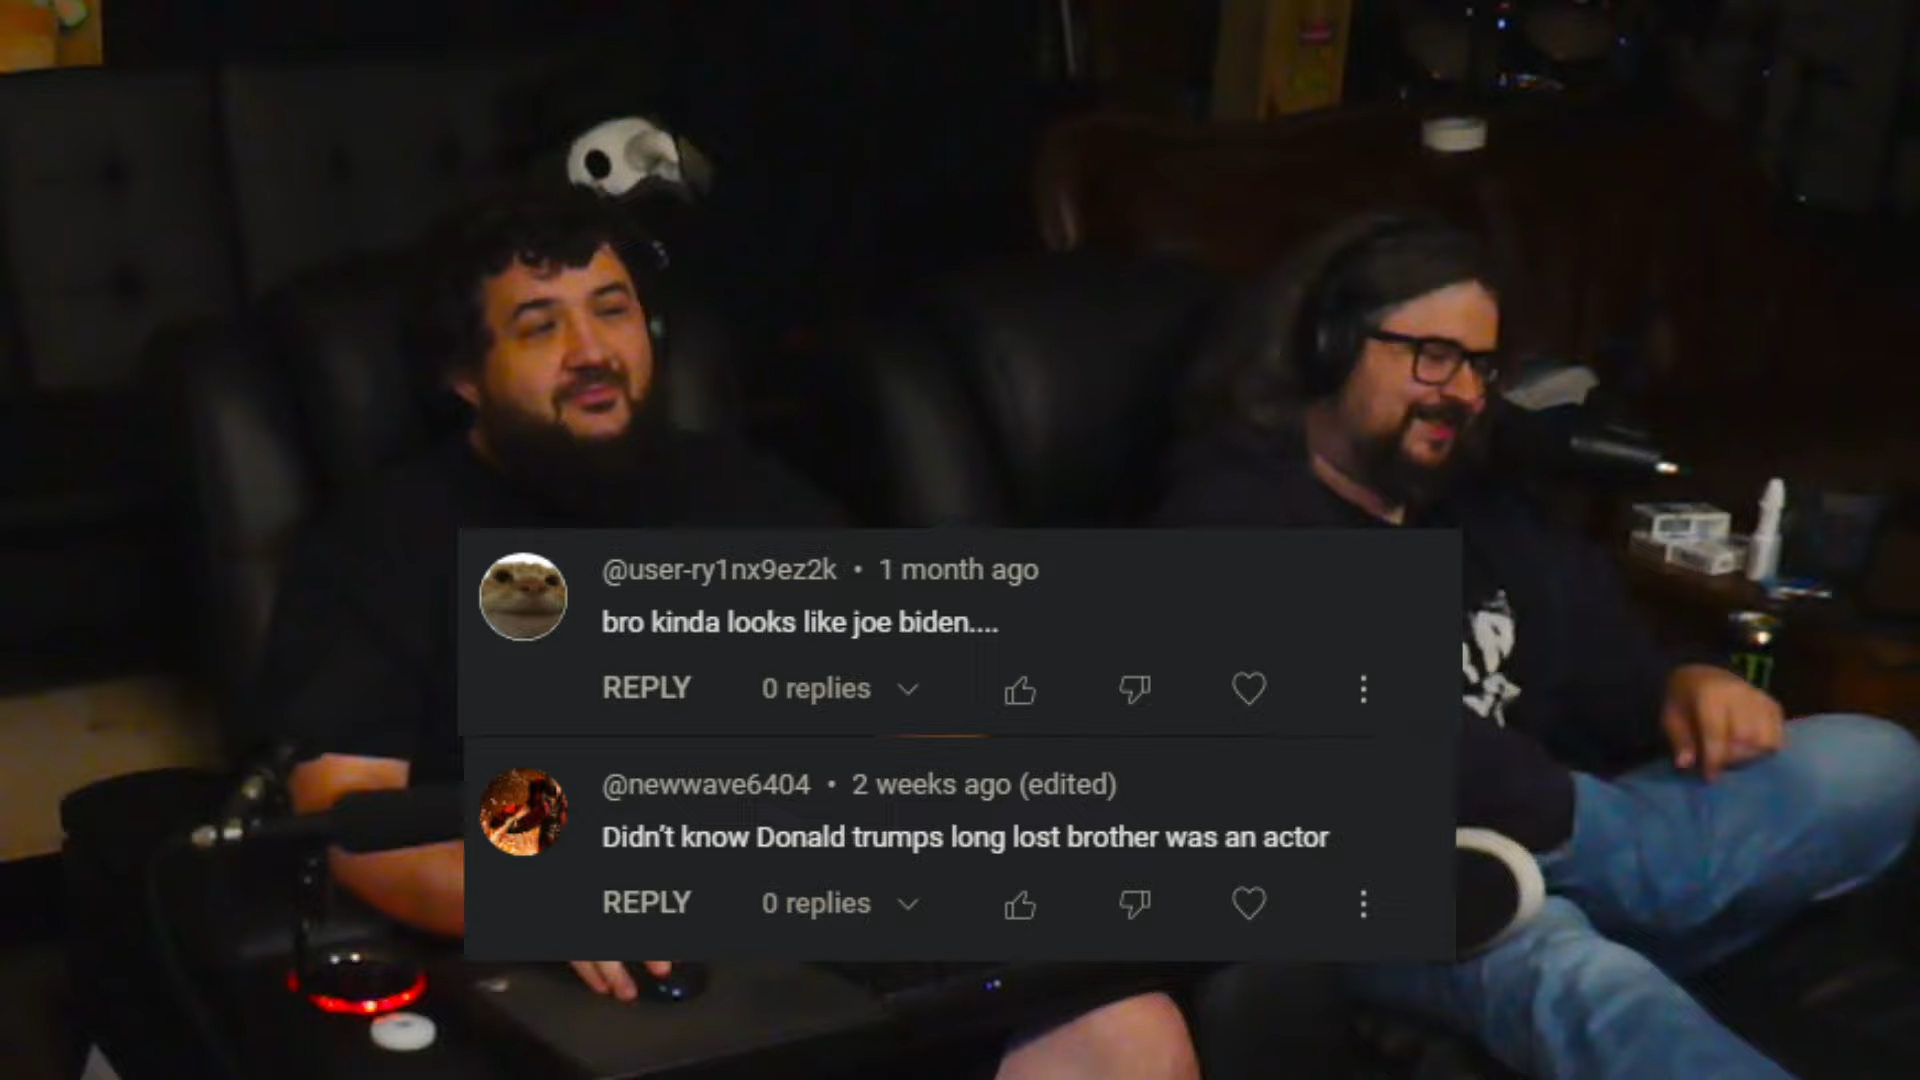 @user-ry1nx9ez2k • 1 month ago
bro kinda looks like joe biden....
REPLY 0 replies
@newwave6404 • 2 weeks ago (edited)
Didn't know Donald trumps long lost brother was an actor
REPLY 0 replies